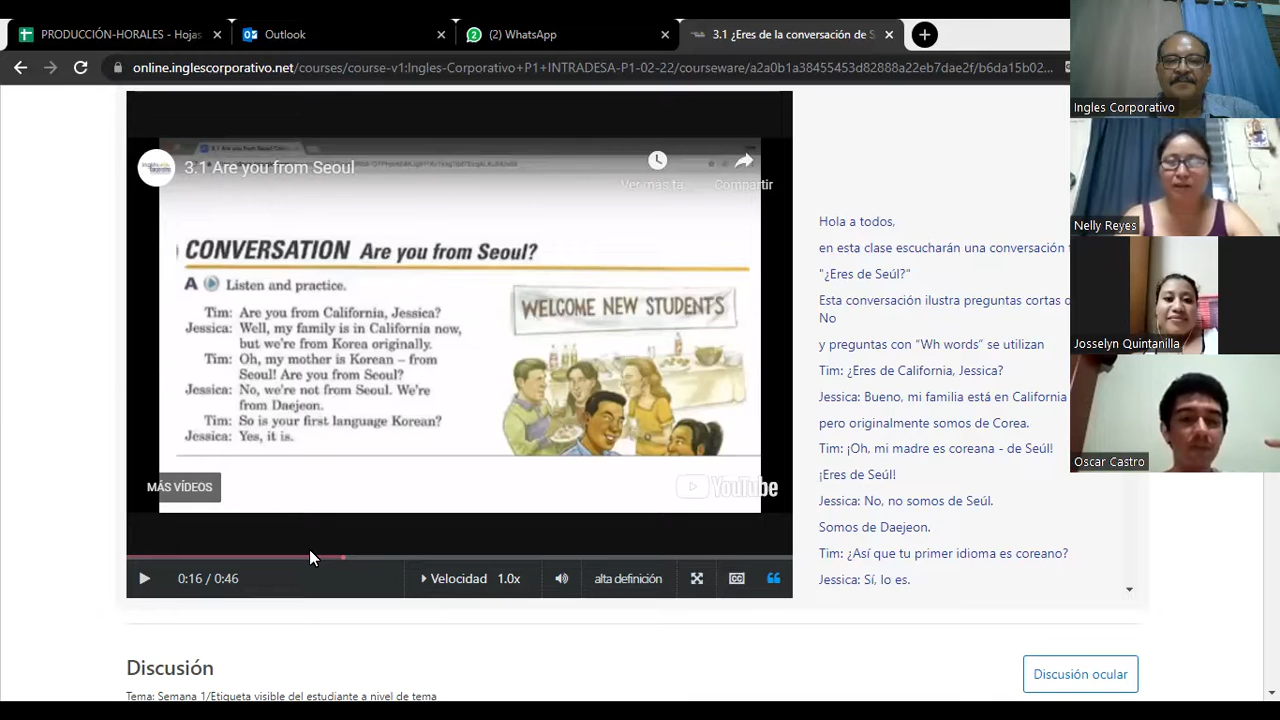 PRODUCCIÓN-HORALES - Hojas
Outlook
(2) WhatsApp
3.1 ¿Eres de la conversación de S
online.inglescorporativo.net/courses/course-v1:Ingles-Corporativo+P1+INTRADESA-P1-02-22/courseware/a2a0b1a38455453d82888a22eb7dae2f/b6da15b02...
3.1 Are you from Seoul
Ver más ta
Compartir
CONVERSATION Are you from Seoul?
A Listen and practice.
Tim: Are you from California, Jessica?
Jessica: Well, my family is in California now,
but we're from Korea originally.
Tim: Oh, my mother is Korean – from
Seoul! Are you from Seoul?
Jessica: No, we're not from Seoul. We're
from Daejeon.
Tim: So is your first language Korean?
Jessica: Yes, it is.
WELCOME NEW STUDENTS
MÁS VÍDEOS
YouTube
0:16 / 0:46
Velocidad 1.0x
alta definición
Hola a todos,
en esta clase escucharán una conversación
"¿Eres de Seúl?"
Esta conversación ilustra preguntas cortas
No
y preguntas con “Wh words” se utilizan
Tim: ¿Eres de California, Jessica?
Jessica: Bueno, mi familia está en California
pero originalmente somos de Corea.
Tim: ¡Oh, mi madre es coreana - de Seúl!
¡Eres de Seúl!
Jessica: No, no somos de Seúl.
Somos de Daejeon.
Tim: ¿Así que tu primer idioma es coreano?
Jessica: Sí, lo es.
Discusión
Tema: Semana 1/Etiqueta visible del estudiante a nivel de tema
Discusión ocular
Ingles Corporativo
Nelly Reyes
Josselyn Quintanilla
Oscar Castro